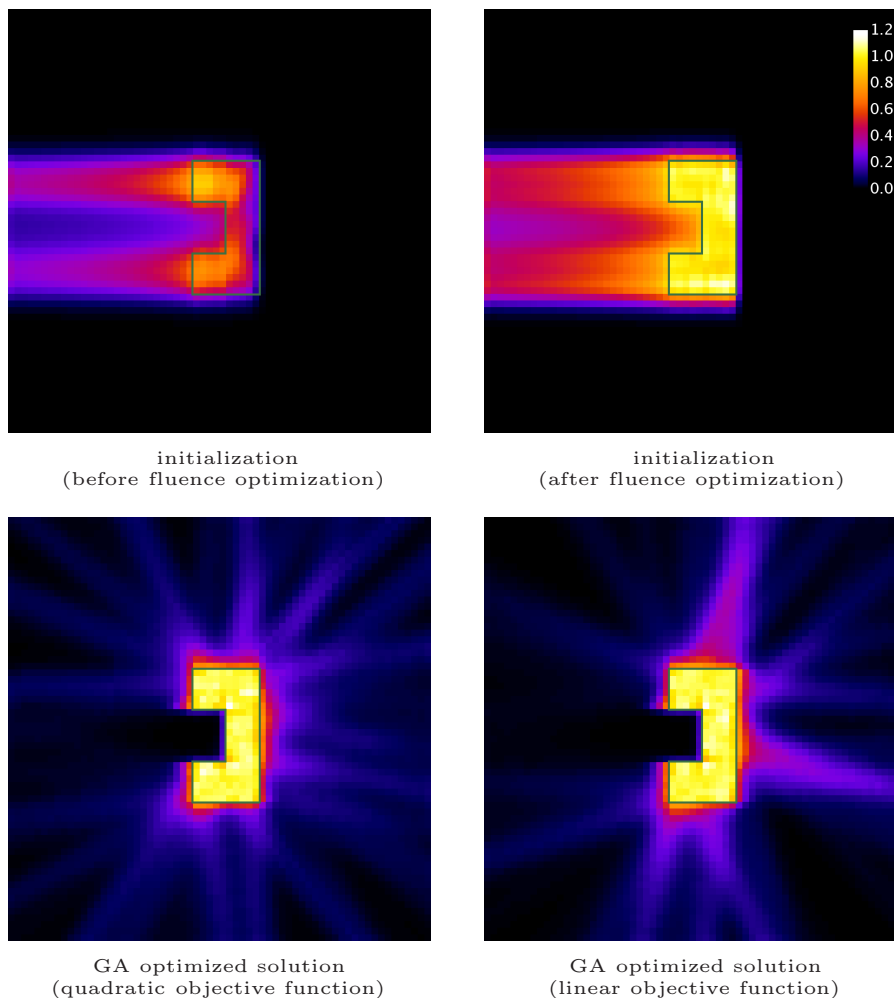 1.2
1.0
0.8
0.6
0.4
0.2
0.0
initialization
(before fluence optimization)
initialization
(after fluence optimization)
GA optimized solution
(quadratic objective function)
GA optimized solution
(linear objective function)